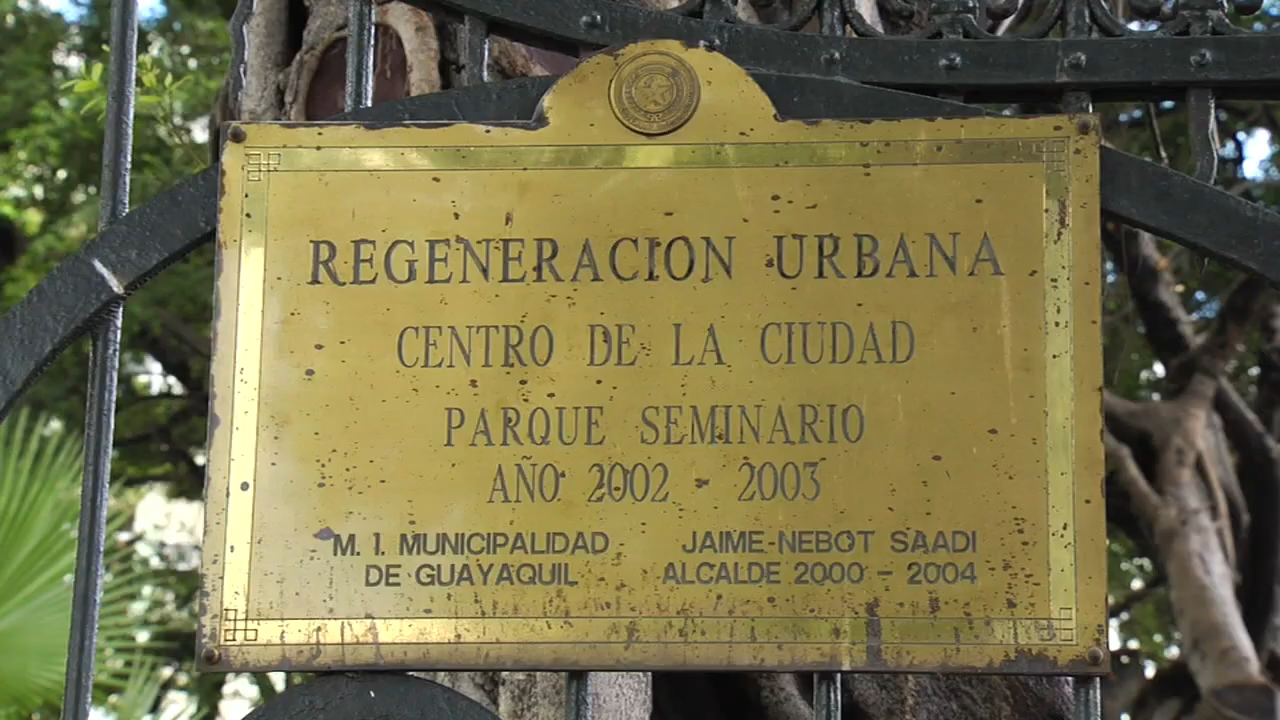 REGENERACION URBANA
CENTRO DE LA CIUDAD
PARQUE SEMINARIO
AÑO 2002 - 2003
M. I. MUNICIPALIDAD
DE GUAYAQUIL
JAIME NEBOT SAADI
ALCALDE 2000 - 2004